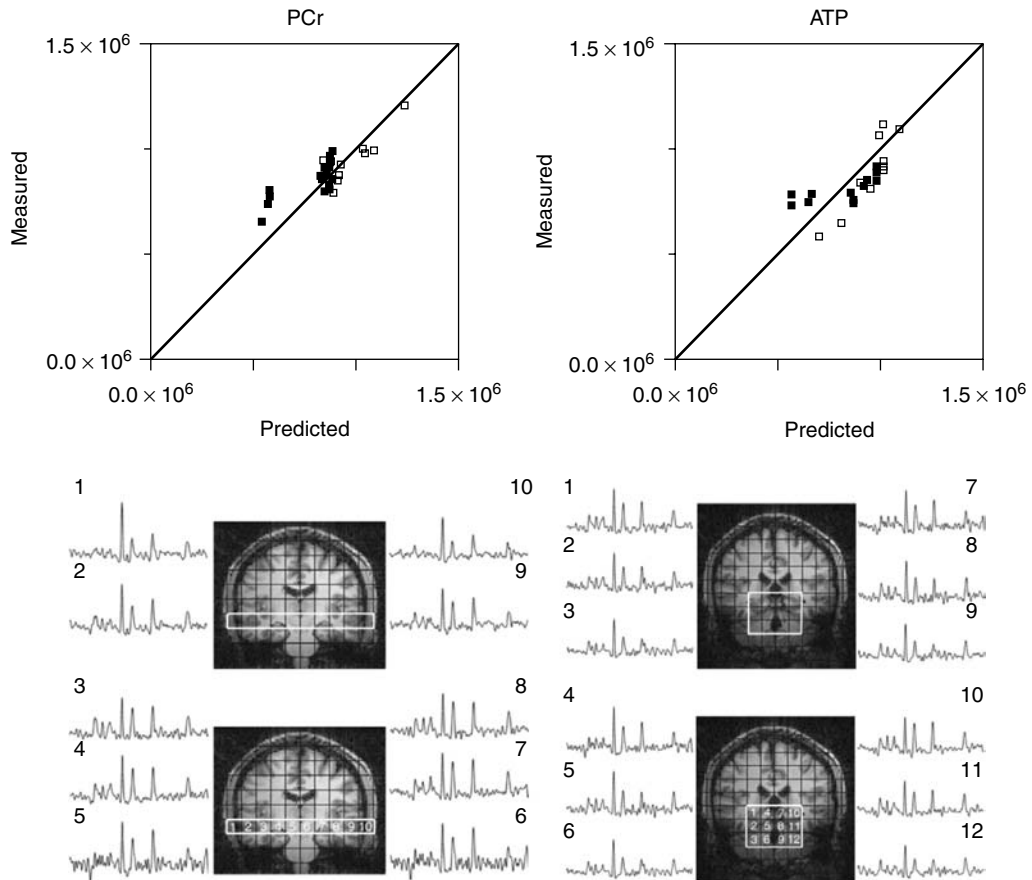 PCr
1.5 × 10⁶
Measured
0.0 × 10⁶
0.0 × 10⁶ 1.5 × 10⁶
Predicted
ATP
1.5 × 10⁶
Measured
0.0 × 10⁶
0.0 × 10⁶ 1.5 × 10⁶
Predicted
1 10
2 9
3 8
4 7
5 6
1 2 3 4 5 6 7 8 9 10
1 7
2 8
3 9
4 10
5 11
6 12
1 4 7 10
2 5 8 11
3 6 9 12